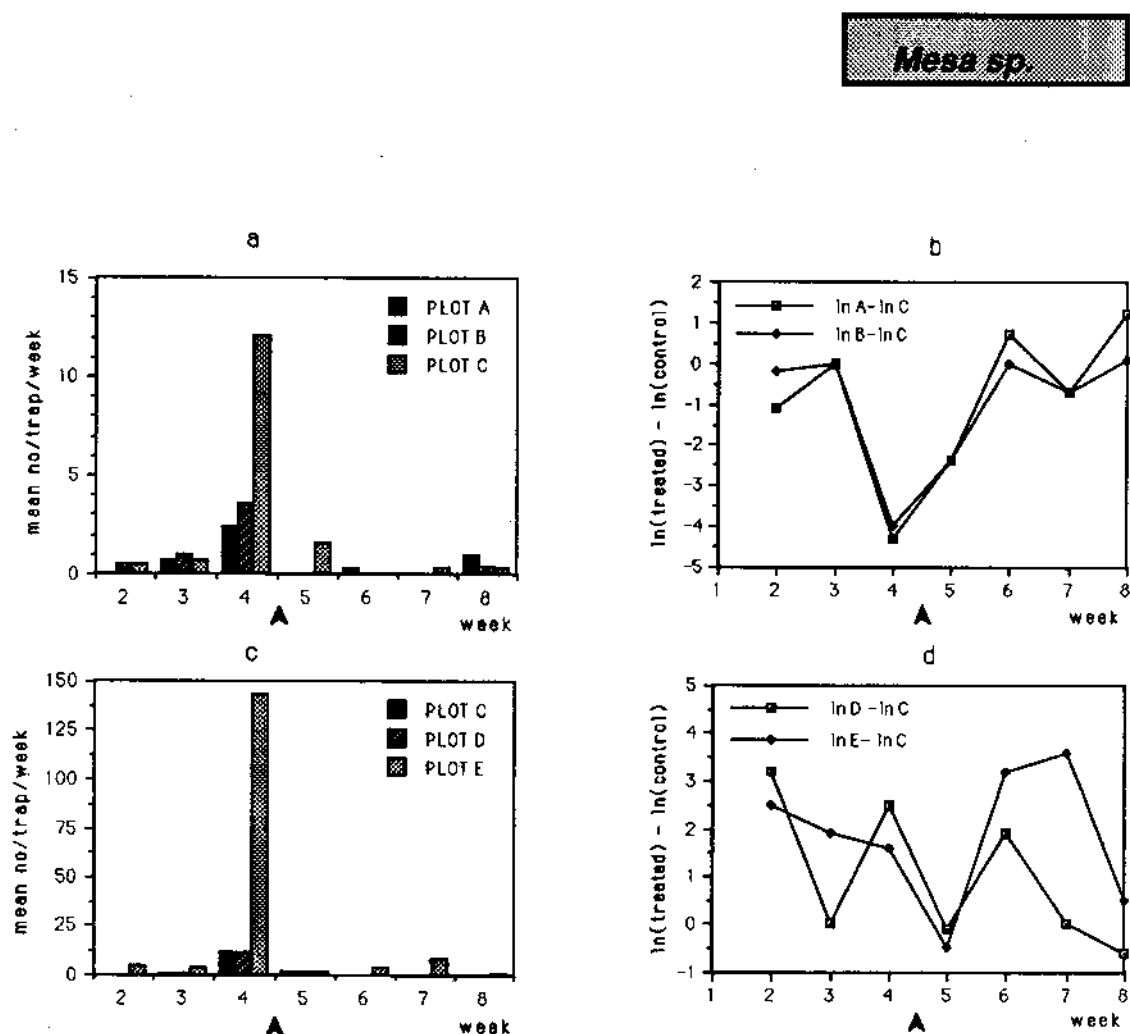 Mesa sp.
a
mean no/trap/week
15
10
5
0
PLOT A
PLOT B
PLOT C
2 3 4 5 6 7 8
week
b
ln(treated) - ln(control)
2
1
0
-1
-2
-3
-4
-5
ln A-ln C
ln B-ln C
1 2 3 4 5 6 7 8
week
c
mean no/trap/week
150
125
100
75
50
25
0
PLOT C
PLOT D
PLOT E
2 3 4 5 6 7 8
week
d
ln(treated) - ln(control)
5
4
3
2
1
0
-1
ln D -ln C
ln E- ln C
1 2 3 4 5 6 7 8
week